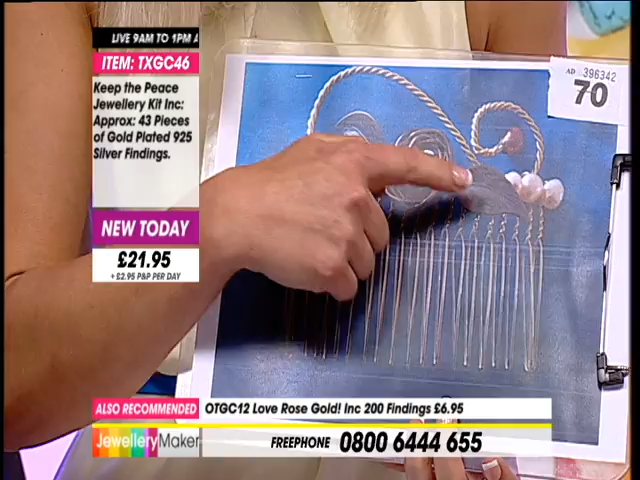 LIVE 9AM TO 1PM
ITEM: TXGC46
Keep the Peace
Jewellery Kit Inc:
Approx: 43 Pieces
of Gold Plated 925
Silver Findings.
NEW TODAY
£21.95
+ £2.95 P&P PER DAY
AD 396342
70
ALSO RECOMMENDED
OTGC12 Love Rose Gold! Inc 200 Findings £6.95
JewelleryMaker
FREEPHONE 0800 6444 655